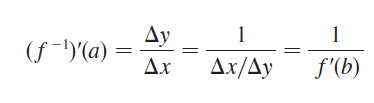 (f⁻¹)′(a) = Δy/Δx = 1/(Δx/Δy) = 1/f′(b)